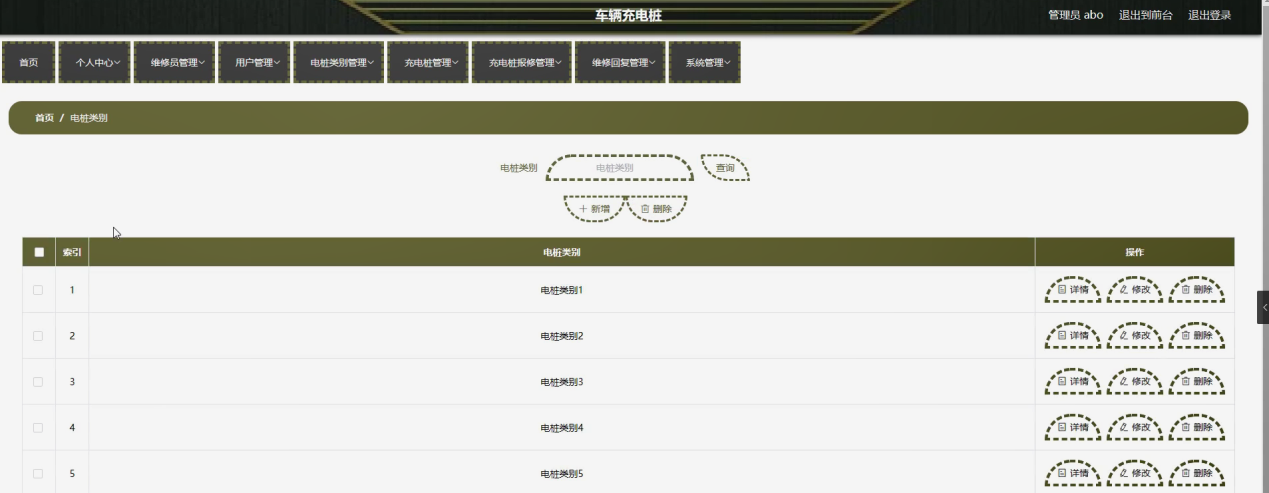 车辆充电桩
管理员 abo 退出到前台 退出登录
首页 个人中心 维修员管理 用户管理 电桩类别管理 充电桩管理 充电桩报修管理 维修回复管理 系统管理
首页 / 电桩类别
电桩类别 电桩类别 查询
新增 删除
索引 电桩类别 操作
1 电桩类别1 详情 修改 删除
2 电桩类别2 详情 修改 删除
3 电桩类别3 详情 修改 删除
4 电桩类别4 详情 修改 删除
5 电桩类别5 详情 修改 删除